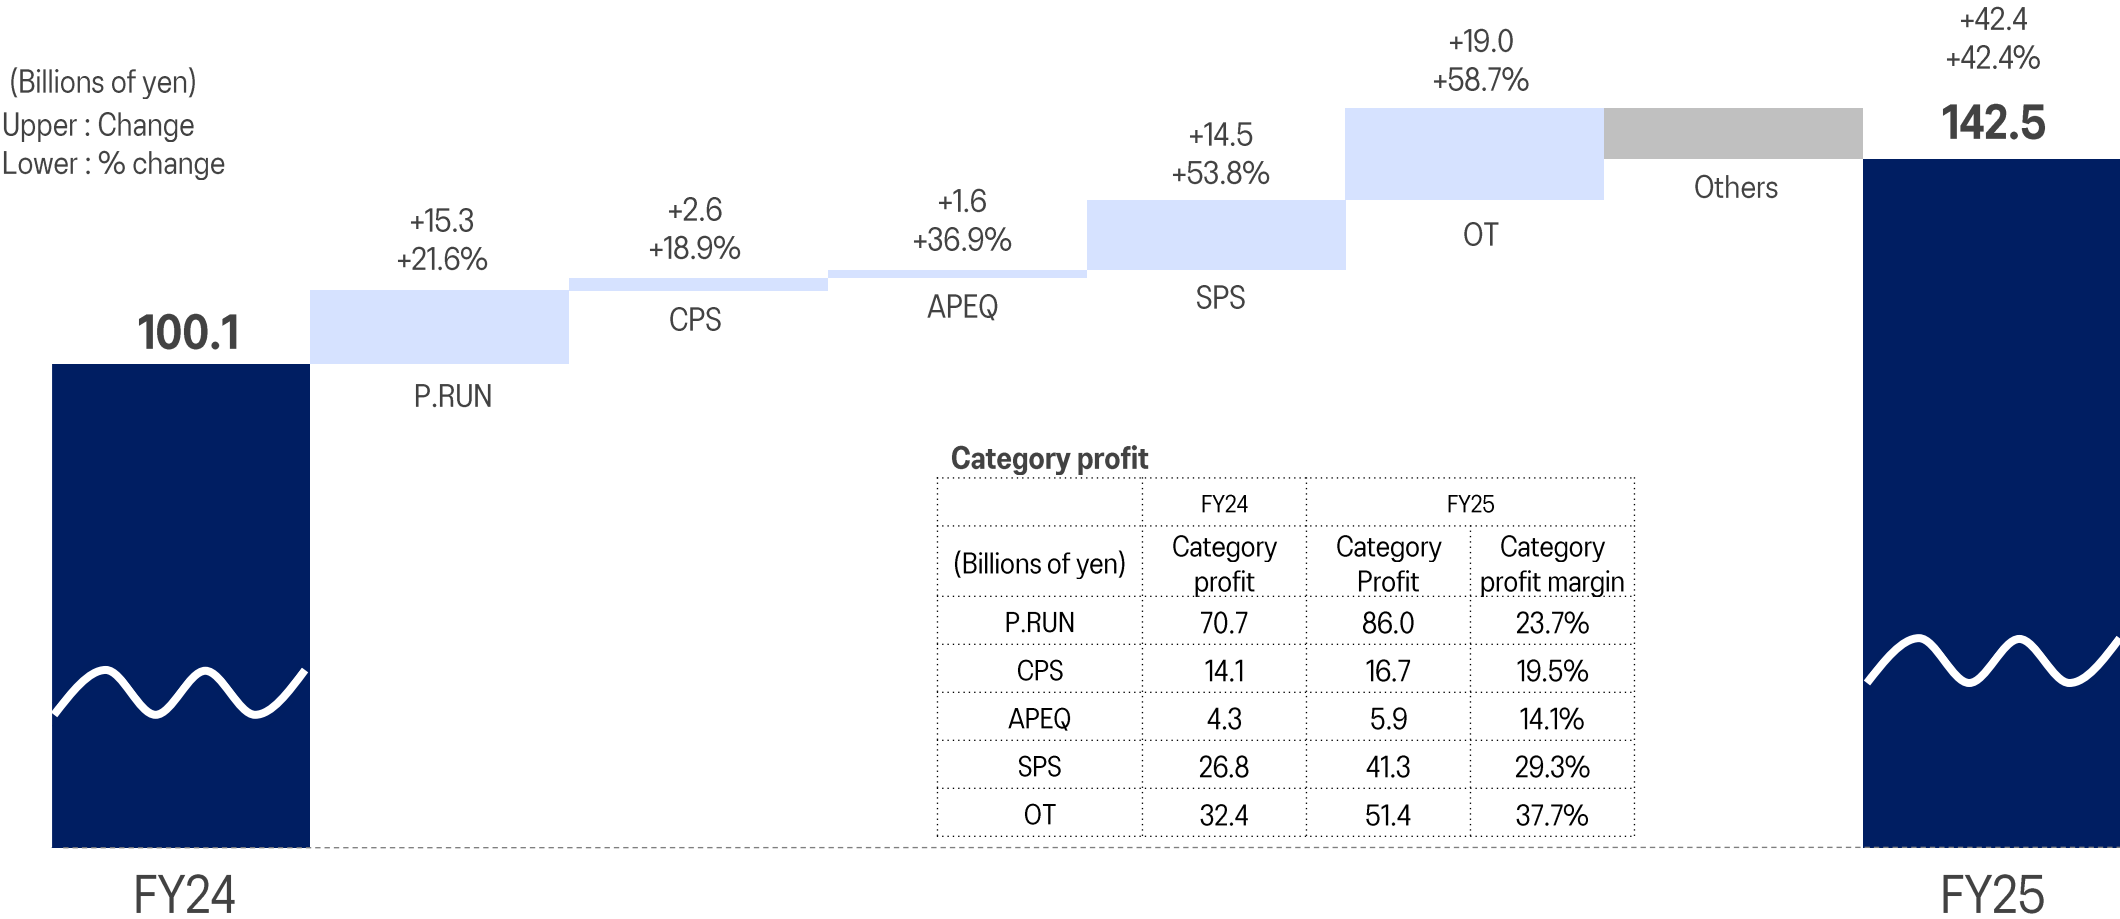 (Billions of yen)
Upper : Change
Lower : % change
100.1
+15.3
+21.6%
P.RUN
+2.6
+18.9%
CPS
+1.6
+36.9%
APEQ
+14.5
+53.8%
SPS
+19.0
+58.7%
OT
Others
+42.4
+42.4%
142.5
Category profit
FY24 FY25
(Billions of yen) Category profit Category Profit Category profit margin
P.RUN 70.7 86.0 23.7%
CPS 14.1 16.7 19.5%
APEQ 4.3 5.9 14.1%
SPS 26.8 41.3 29.3%
OT 32.4 51.4 37.7%
FY24 FY25